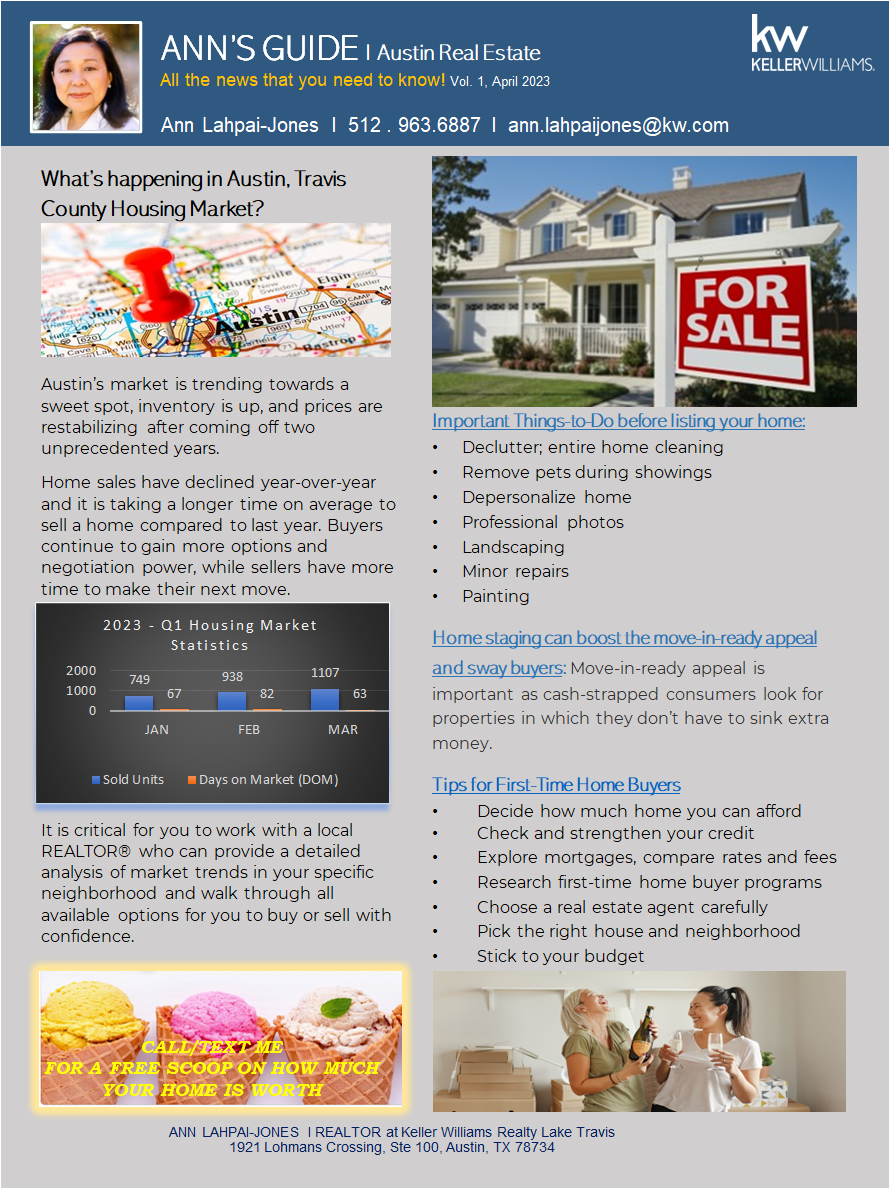 ANN'S GUIDE I Austin Real Estate
All the news that you need to know! Vol. 1, April 2023
Ann Lahpai-Jones I 512 . 963.6887 I ann.lahpaijones@kw.com
kw
KELLERWILLIAMS.
What's happening in Austin, Travis
County Housing Market?
Pflugerville
Elgin
Butler
Jollyville
Austin
Manor
Sayersville
Utley
Bastrop
Austin's market is trending towards a
sweet spot, inventory is up, and prices are
restabilizing after coming off two
unprecedented years.
Home sales have declined year-over-year
and it is taking a longer time on average to
sell a home compared to last year. Buyers
continue to gain more options and
negotiation power, while sellers have more
time to make their next move.
2023 - Q1 Housing Market
Statistics
2000
1000
0
749
67
938
82
1107
63
JAN
FEB
MAR
Sold Units
Days on Market (DOM)
It is critical for you to work with a local
REALTOR® who can provide a detailed
analysis of market trends in your specific
neighborhood and walk through all
available options for you to buy or sell with
confidence.
CALL/TEXT ME
FOR A FREE SCOOP ON HOW MUCH
YOUR HOME IS WORTH
FOR
SALE
Important Things-to-Do before listing your home:
• Declutter; entire home cleaning
• Remove pets during showings
• Depersonalize home
• Professional photos
• Landscaping
• Minor repairs
• Painting
Home staging can boost the move-in-ready appeal
and sway buyers: Move-in-ready appeal is
important as cash-strapped consumers look for
properties in which they don't have to sink extra
money.
Tips for First-Time Home Buyers
• Decide how much home you can afford
• Check and strengthen your credit
• Explore mortgages, compare rates and fees
• Research first-time home buyer programs
• Choose a real estate agent carefully
• Pick the right house and neighborhood
• Stick to your budget
ANN LAHPAI-JONES I REALTOR at Keller Williams Realty Lake Travis
1921 Lohmans Crossing, Ste 100, Austin, TX 78734